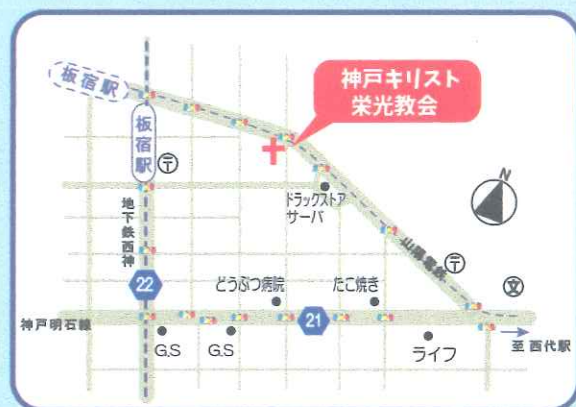 板宿駅
神戸キリスト
栄光教会
板宿駅
〒
N
ドラックストア
サーバ
地下鉄西神
山陽電鉄
〒
文
22
どうぶつ病院
たこ焼き
神戸明石線
21
G.S
G.S
ライフ
至 西代駅